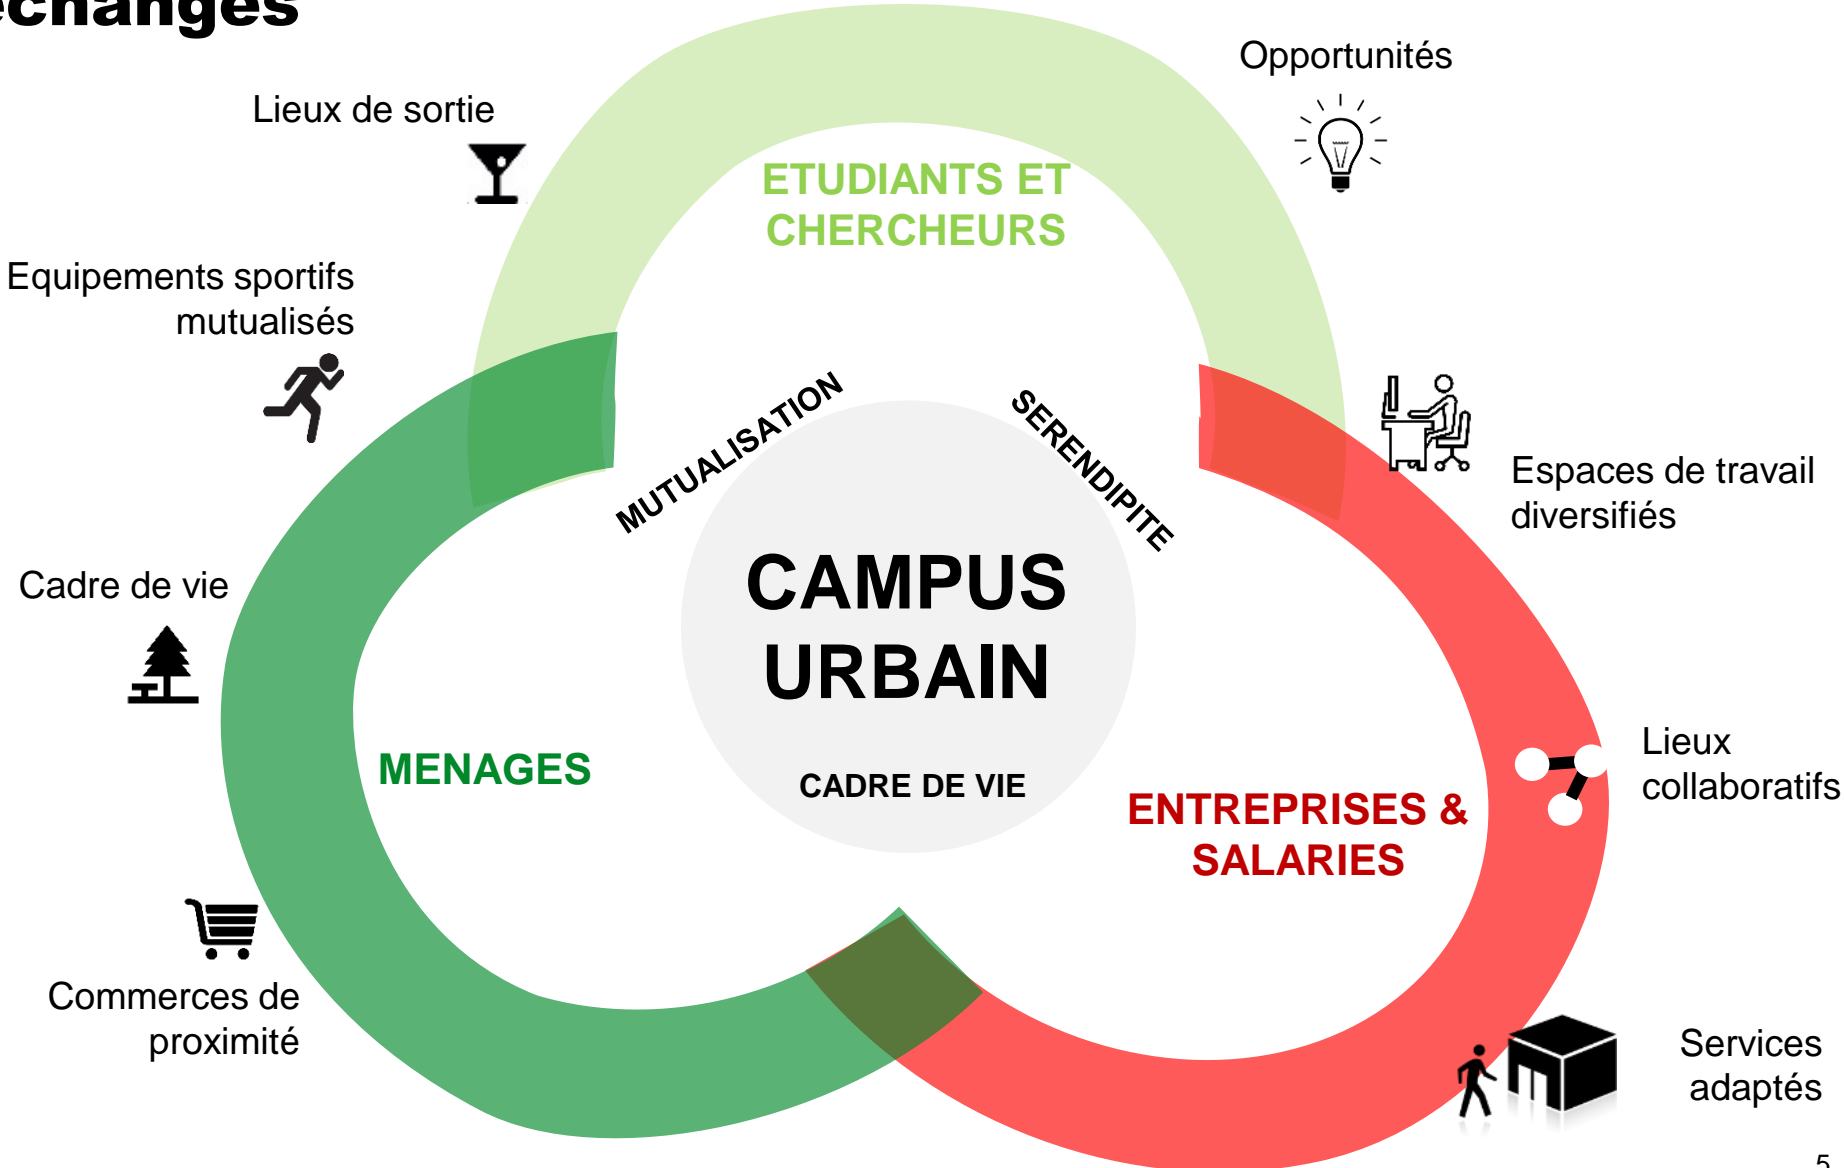 échanges
Opportunités
Lieux de sortie
ETUDIANTS ET
CHERCHEURS
Equipements sportifs
mutualisés
MUTUALISATION
SERENDIPITE
Espaces de travail
diversifiés
CAMPUS
URBAIN
Cadre de vie
MENAGES
CADRE DE VIE
Lieux
collaboratifs
ENTREPRISES &
SALARIES
Commerces de
proximité
Services
adaptés
5